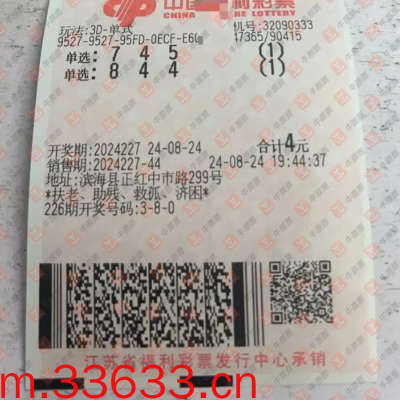 中国 利彩票
CHINA RE LOTTERY
玩法:3D-单式 机号:32090333
9527-9527-95FD-0ECF-E6 47365/90415
单选: 7 4 5 (1)
单选: 8 4 4 (1)
开奖期:2024227 24-08-24 合计4元
销售期:2024227-44 24-08-24 19:44:37
地址:滨海县正红中市路299号
*扶老、助残、救孤、济困*
226期开奖号码:3-8-0
江苏省福利彩票发行中心承销
m.33633.cn